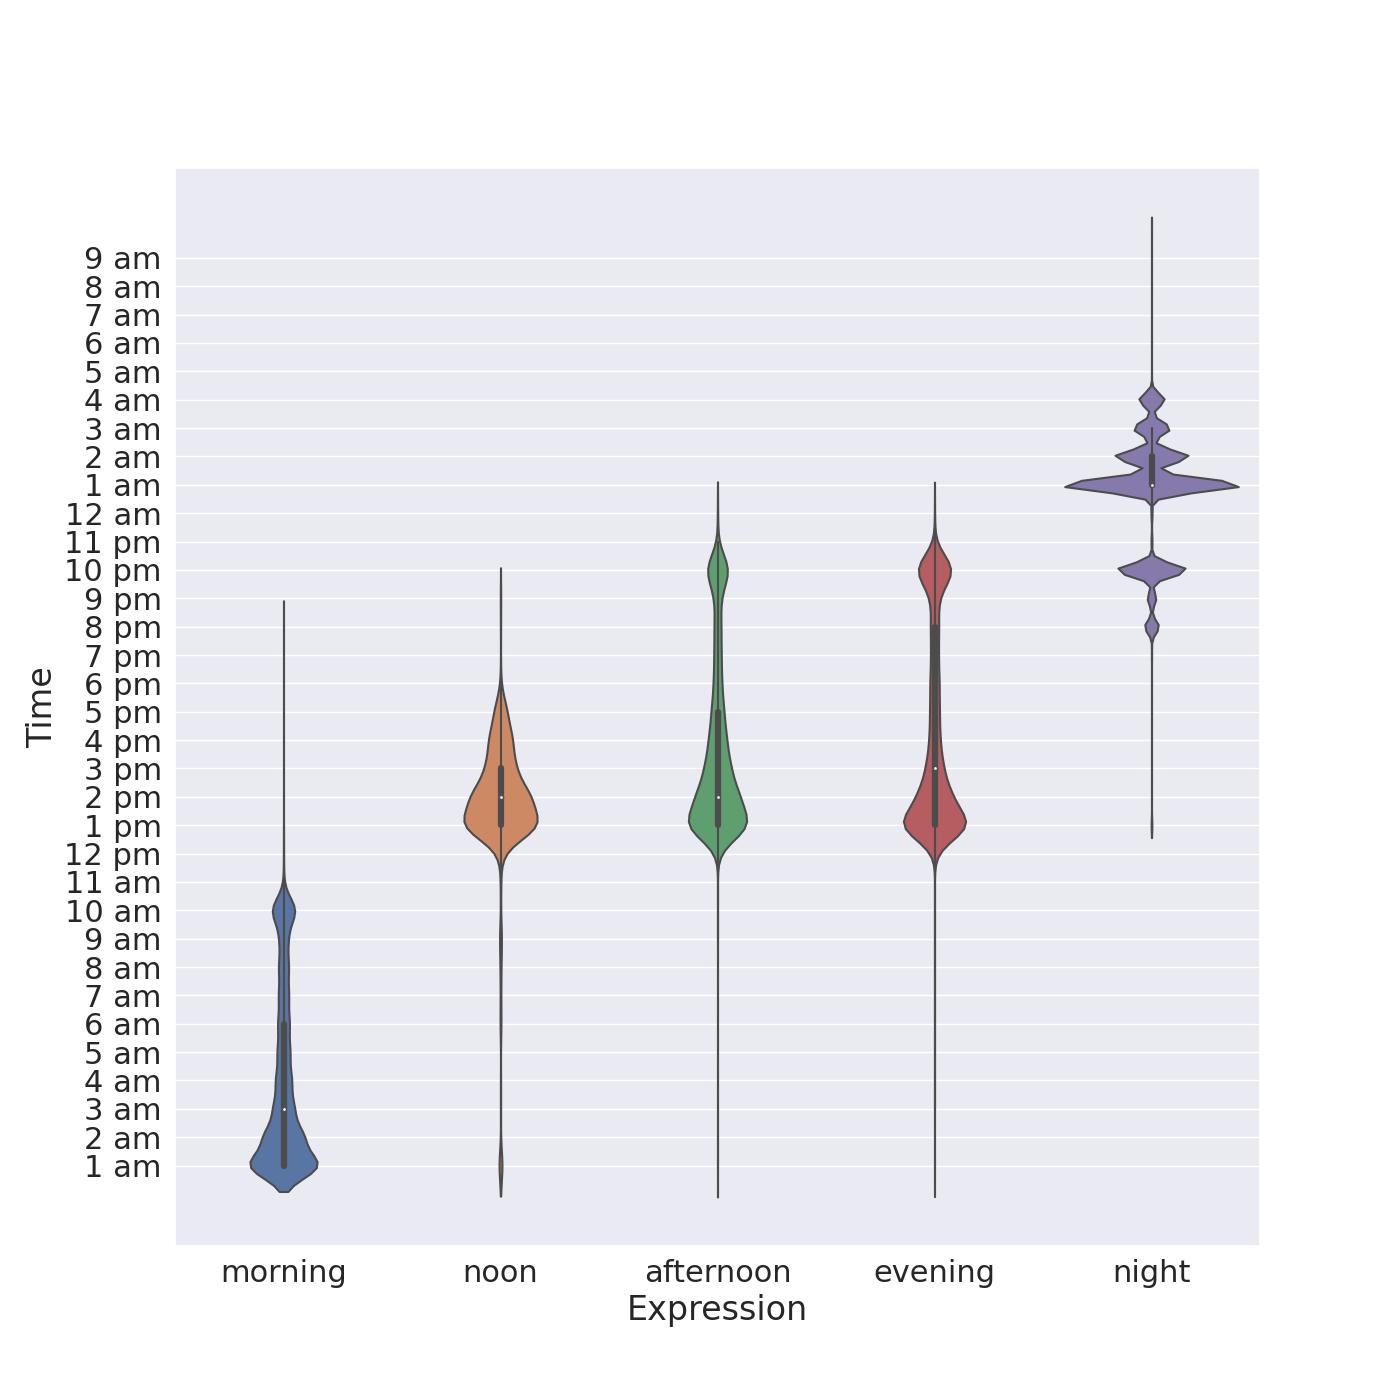 9 am
8 am
7 am
6 am
5 am
4 am
3 am
2 am
1 am
12 am
11 pm
10 pm
9 pm
8 pm
7 pm
6 pm
5 pm
4 pm
3 pm
2 pm
1 pm
12 pm
11 am
10 am
9 am
8 am
7 am
6 am
5 am
4 am
3 am
2 am
1 am
Time
morning noon afternoon evening night
Expression